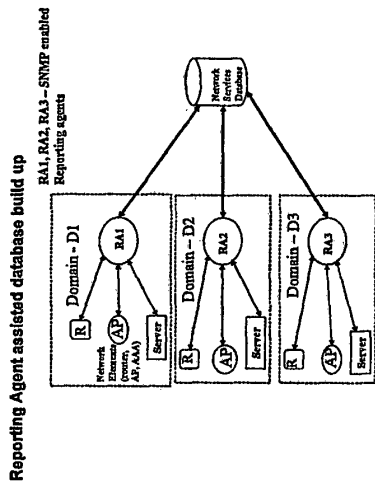 Reporting Agent assisted database build up
RA1, RA2, RA3 – SNMP enabled
Reporting agents
Domain - D1
R
AP
Server
RA1
Network
Elements
(router,
AP, AAA)
Domain – D2
R
AP
Server
RA2
Domain – D3
R
AP
Server
RA3
Network
Services
Database